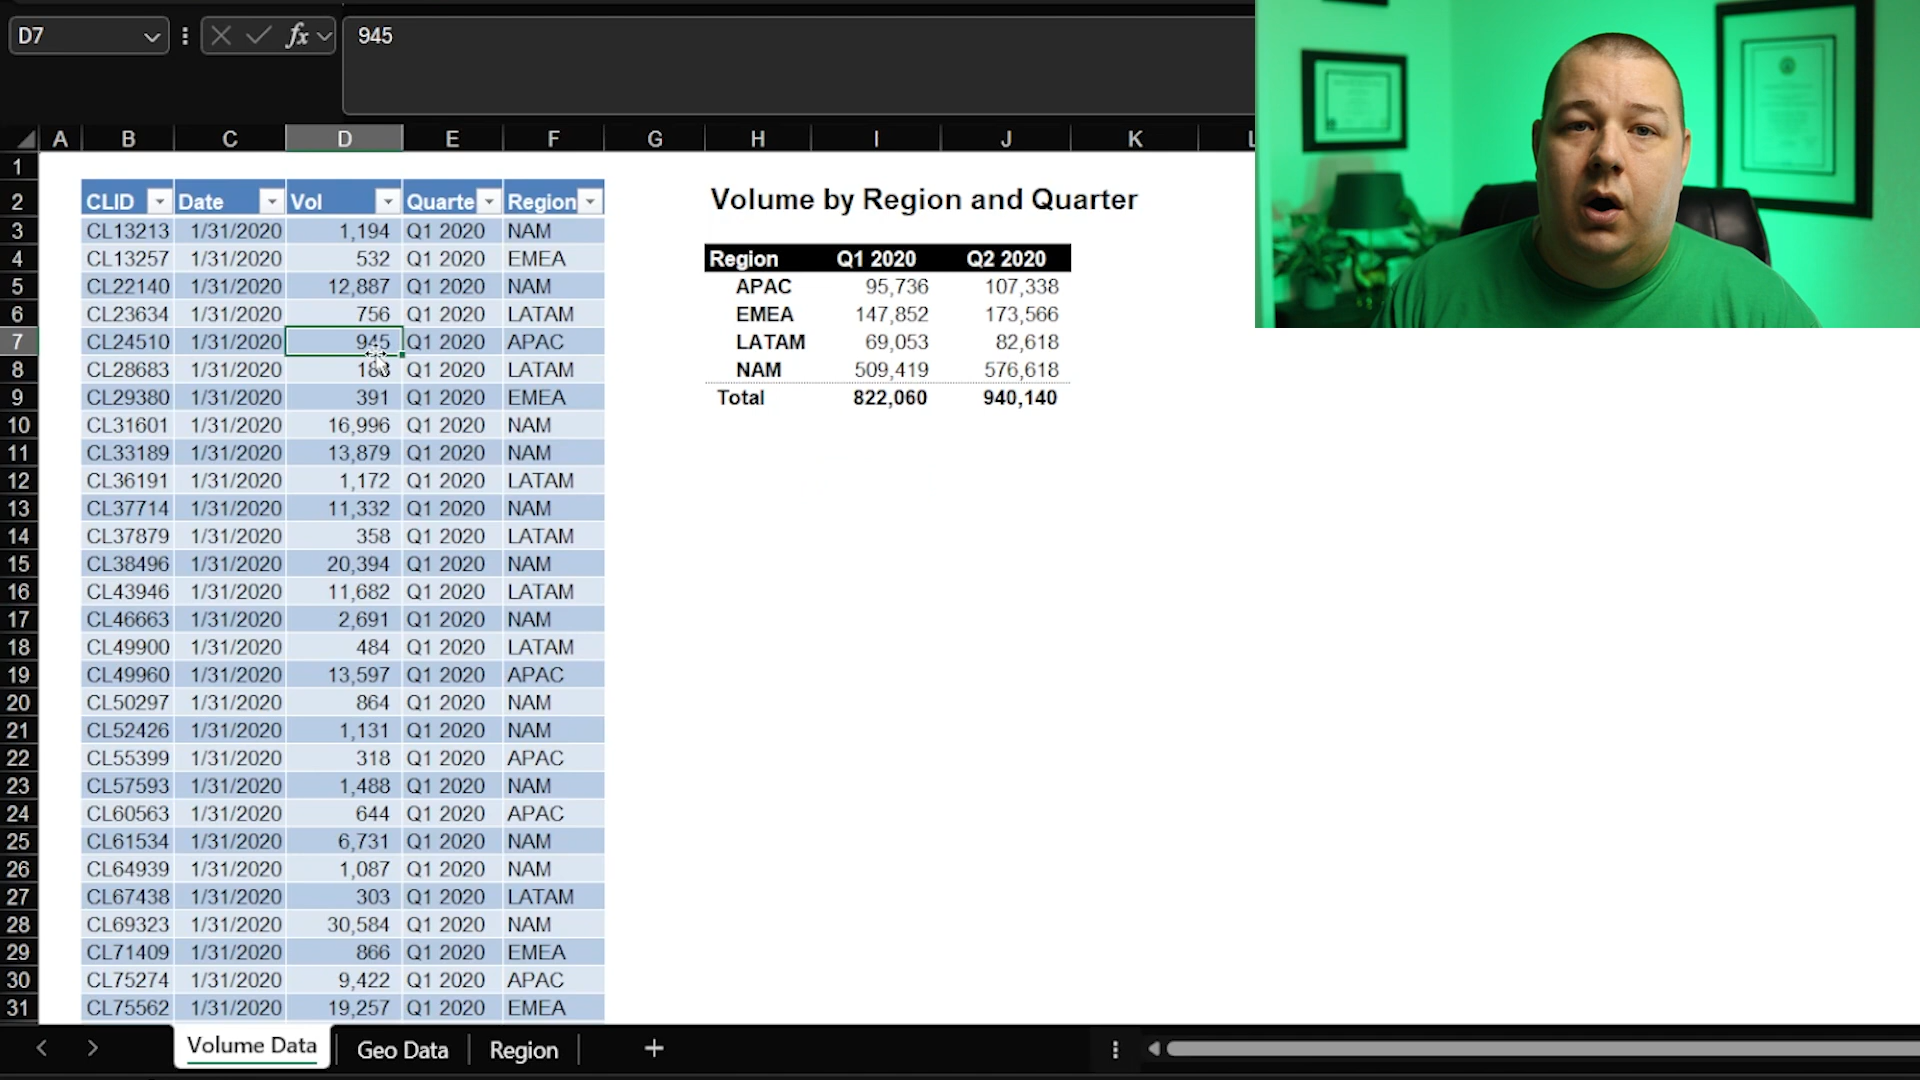 D7
fx
945
A B C D E F G H I J K L
1
2 CLID Date Vol Quarte Region Volume by Region and Quarter
3 CL13213 1/31/2020 1,194 Q1 2020 NAM
4 CL13257 1/31/2020 532 Q1 2020 EMEA Region Q1 2020 Q2 2020
5 CL22140 1/31/2020 12,887 Q1 2020 NAM APAC 95,736 107,338
6 CL23634 1/31/2020 756 Q1 2020 LATAM EMEA 147,852 173,566
7 CL24510 1/31/2020 945 Q1 2020 APAC LATAM 69,053 82,618
8 CL28683 1/31/2020 Q1 2020 LATAM NAM 509,419 576,618
9 CL29380 1/31/2020 391 Q1 2020 EMEA Total 822,060 940,140
10 CL31601 1/31/2020 16,996 Q1 2020 NAM
11 CL33189 1/31/2020 13,879 Q1 2020 NAM
12 CL36191 1/31/2020 1,172 Q1 2020 LATAM
13 CL37714 1/31/2020 11,332 Q1 2020 NAM
14 CL37879 1/31/2020 358 Q1 2020 LATAM
15 CL38496 1/31/2020 20,394 Q1 2020 NAM
16 CL43946 1/31/2020 11,682 Q1 2020 LATAM
17 CL46663 1/31/2020 2,691 Q1 2020 NAM
18 CL49900 1/31/2020 484 Q1 2020 LATAM
19 CL49960 1/31/2020 13,597 Q1 2020 APAC
20 CL50297 1/31/2020 864 Q1 2020 NAM
21 CL52426 1/31/2020 1,131 Q1 2020 NAM
22 CL55399 1/31/2020 318 Q1 2020 APAC
23 CL57593 1/31/2020 1,488 Q1 2020 NAM
24 CL60563 1/31/2020 644 Q1 2020 APAC
25 CL61534 1/31/2020 6,731 Q1 2020 NAM
26 CL64939 1/31/2020 1,087 Q1 2020 NAM
27 CL67438 1/31/2020 303 Q1 2020 LATAM
28 CL69323 1/31/2020 30,584 Q1 2020 NAM
29 CL71409 1/31/2020 866 Q1 2020 EMEA
30 CL75274 1/31/2020 9,422 Q1 2020 APAC
31 CL75562 1/31/2020 19,257 Q1 2020 EMEA
Volume Data Geo Data Region